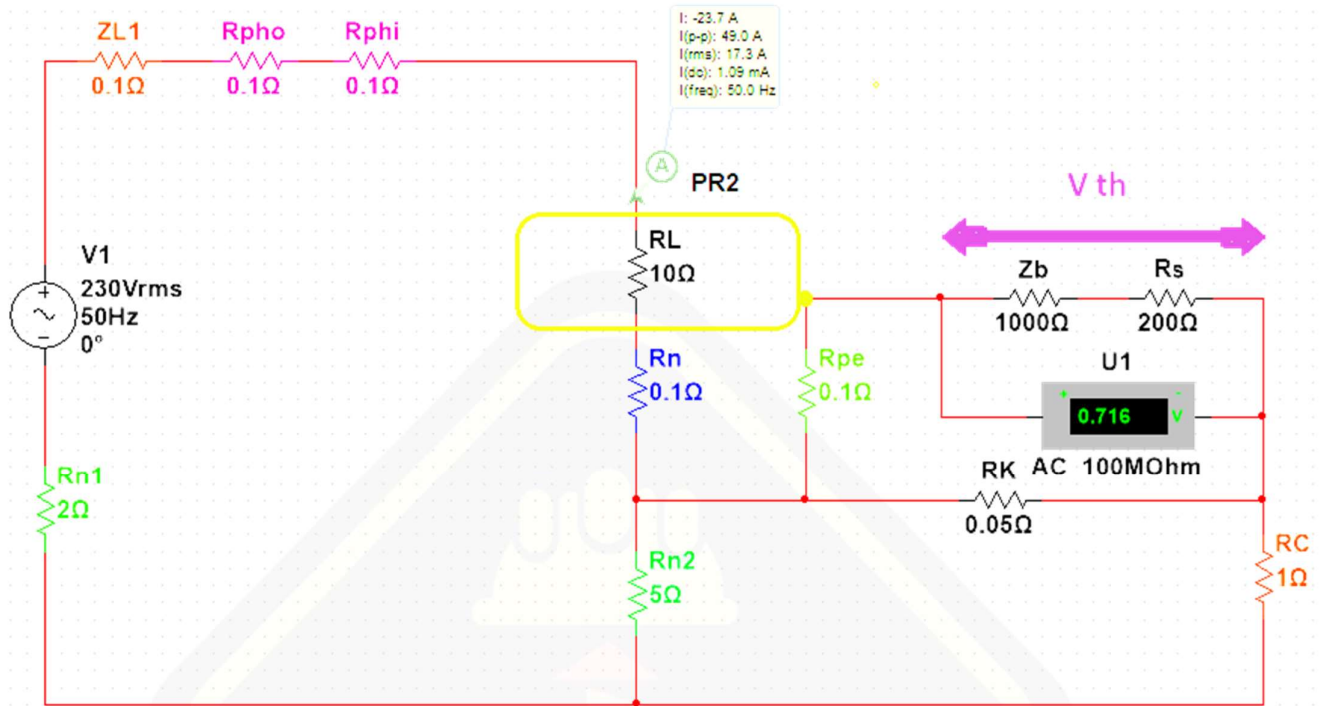 I: -23.7 A
I(p-p): 49.0 A
I(rms): 17.3 A
I(dc): 1.09 mA
I(freq): 50.0 Hz
ZL1
0.1Ω
Rpho
0.1Ω
Rphi
0.1Ω
A
PR2
V th
V1
230Vrms
50Hz
0°
RL
10Ω
Zb
1000Ω
Rs
200Ω
Rn
0.1Ω
Rpe
0.1Ω
U1
0.716 V
AC 100MOhm
RK
0.05Ω
Rn1
2Ω
Rn2
5Ω
RC
1Ω